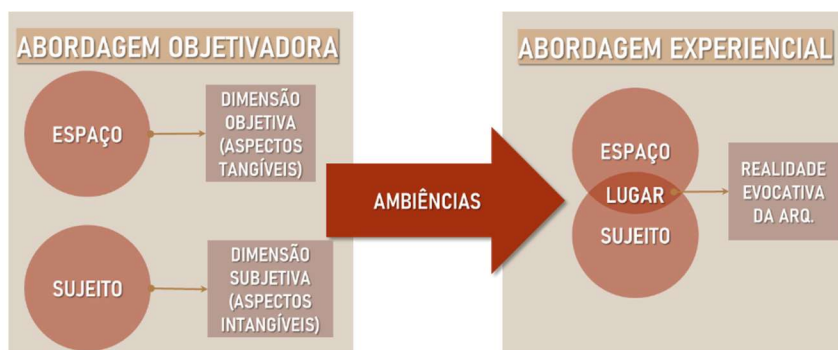 ABORDAGEM OBJETIVADORA
ESPAÇO
DIMENSÃO
OBJETIVA
(ASPECTOS
TANGÍVEIS)
SUJEITO
DIMENSÃO
SUBJETIVA
(ASPECTOS
INTANGÍVEIS)
AMBIÊNCIAS
ABORDAGEM EXPERIENCIAL
ESPAÇO
LUGAR
SUJEITO
REALIDADE
EVOCATIVA
DA ARQ.